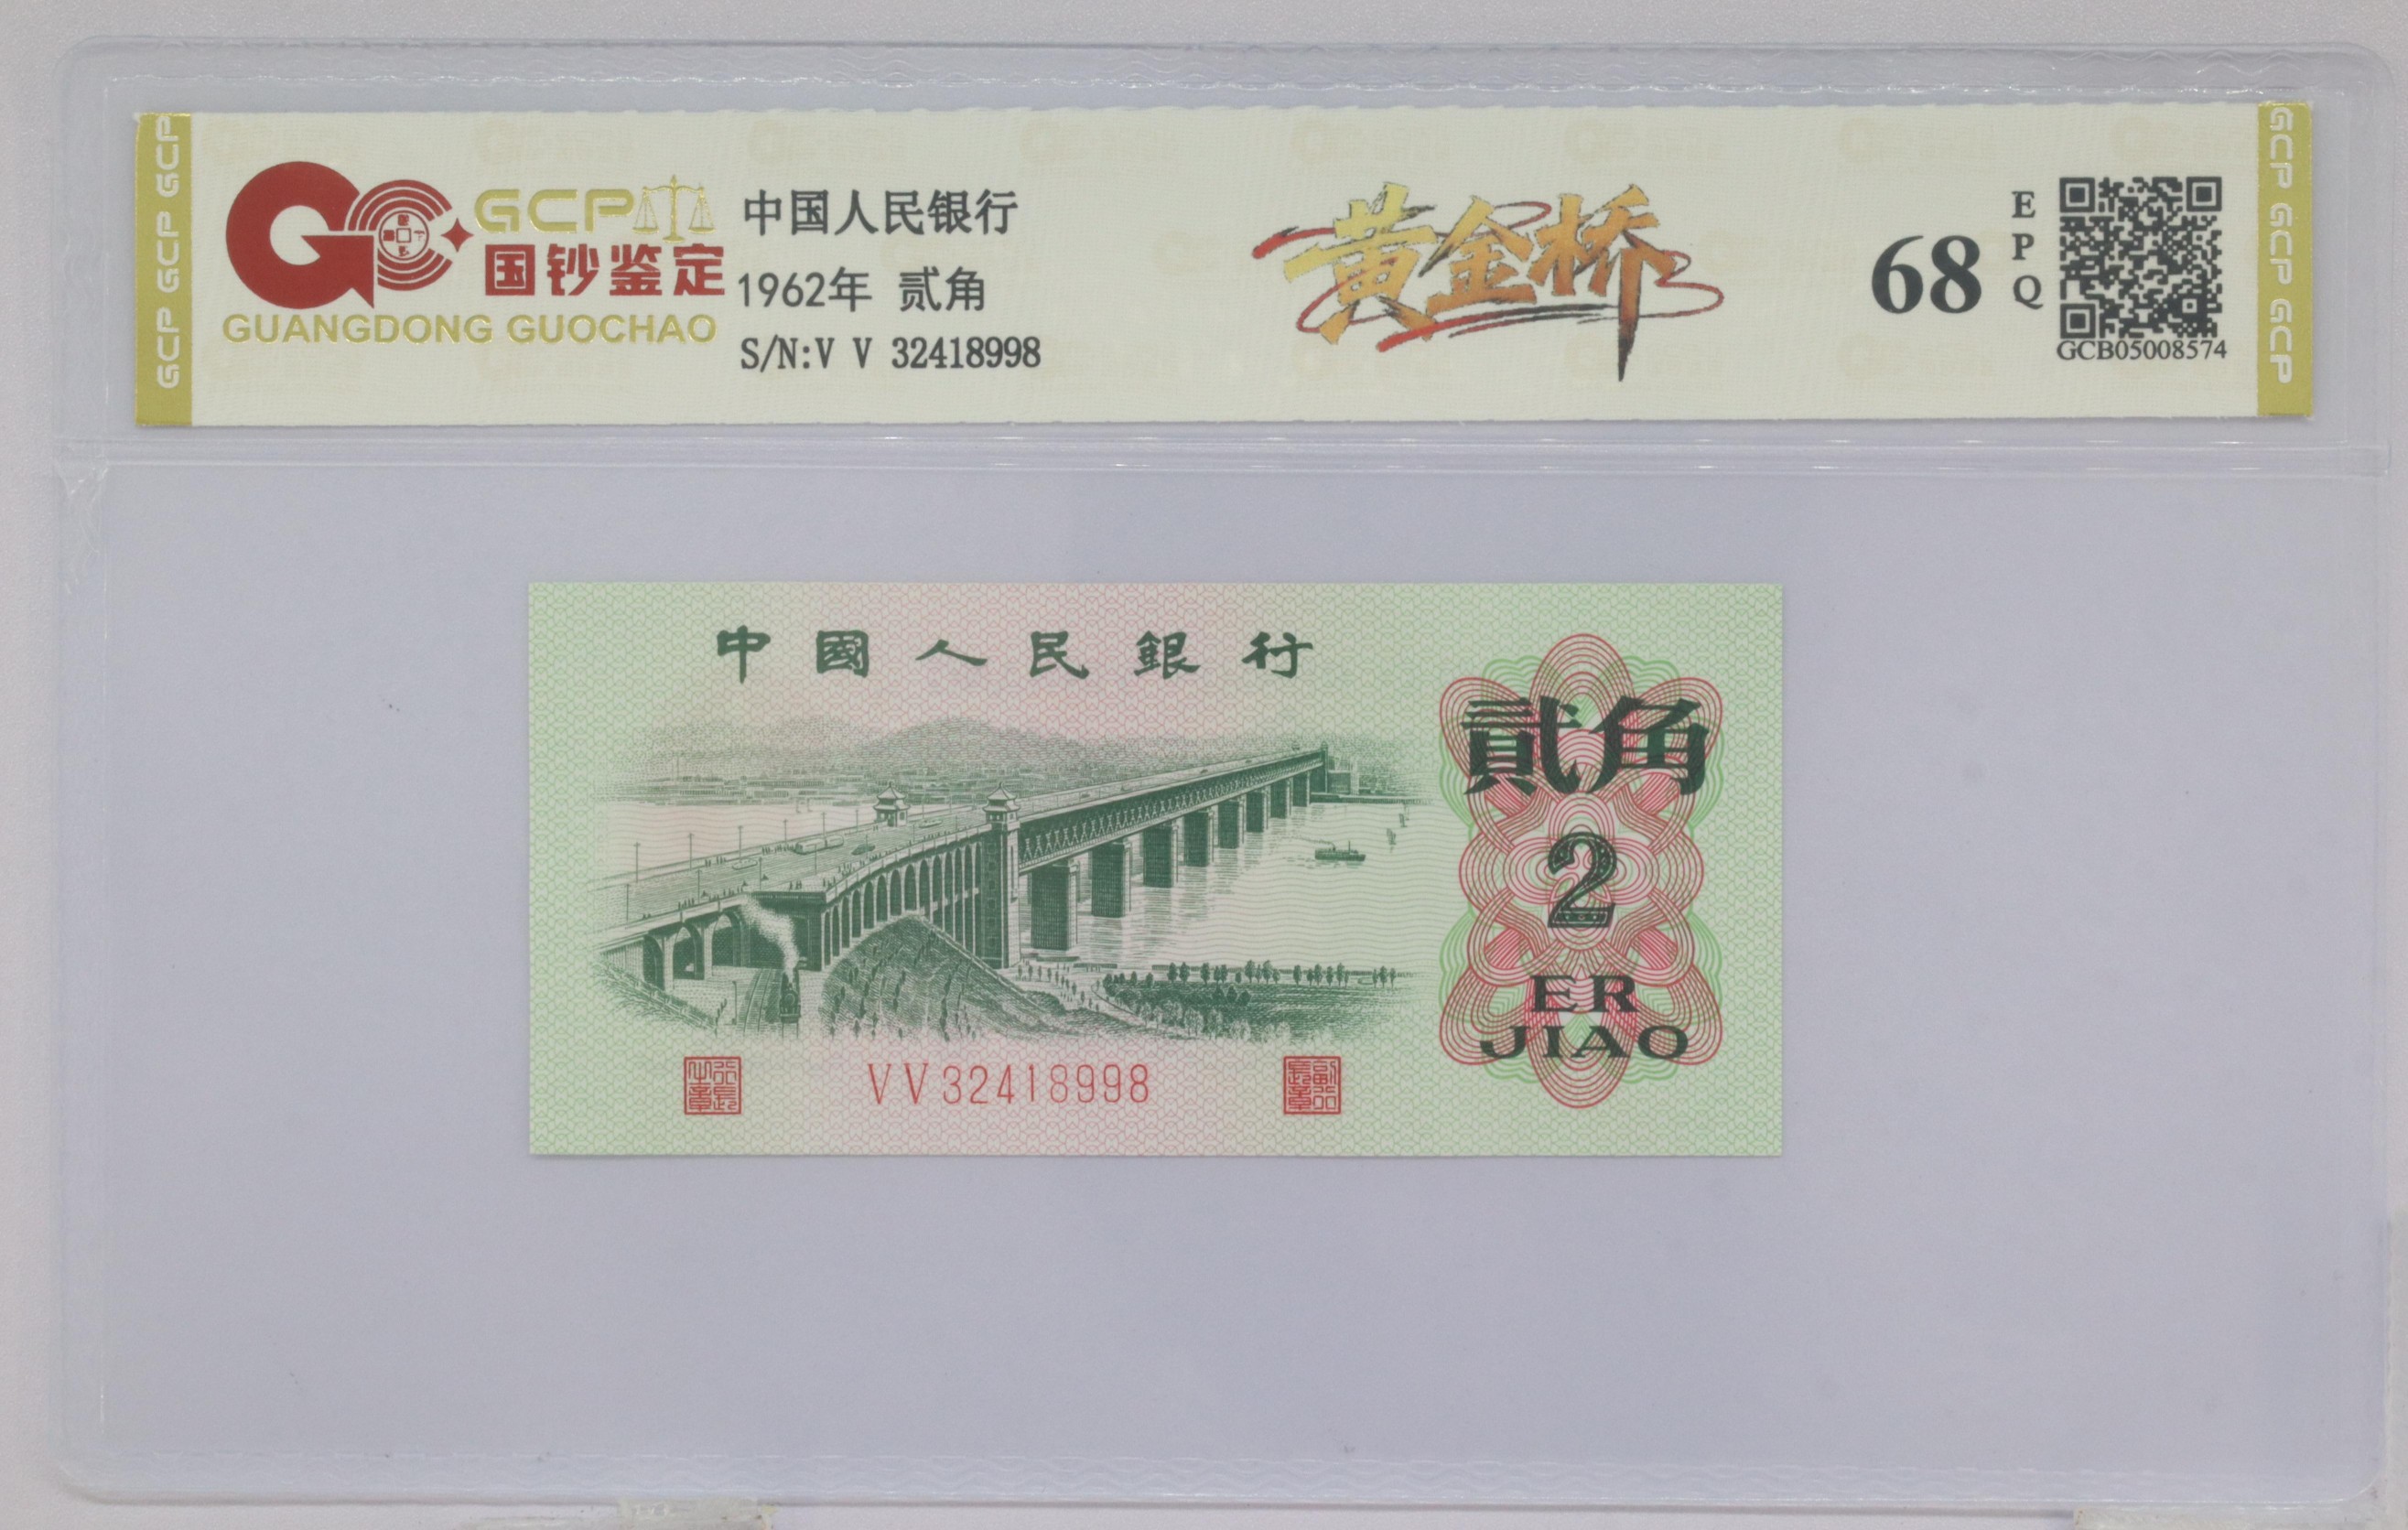 GCP GCP GCP
GCP
国钞鉴定
GUANGDONG GUOCHAO
中国人民银行
1962年 贰角
S/N:V V 32418998
黄金桥
68
EPQ
GCB05008574
GCP GCP GCP
中國人民銀行
貳角
2
ER
JIAO
VV32418998